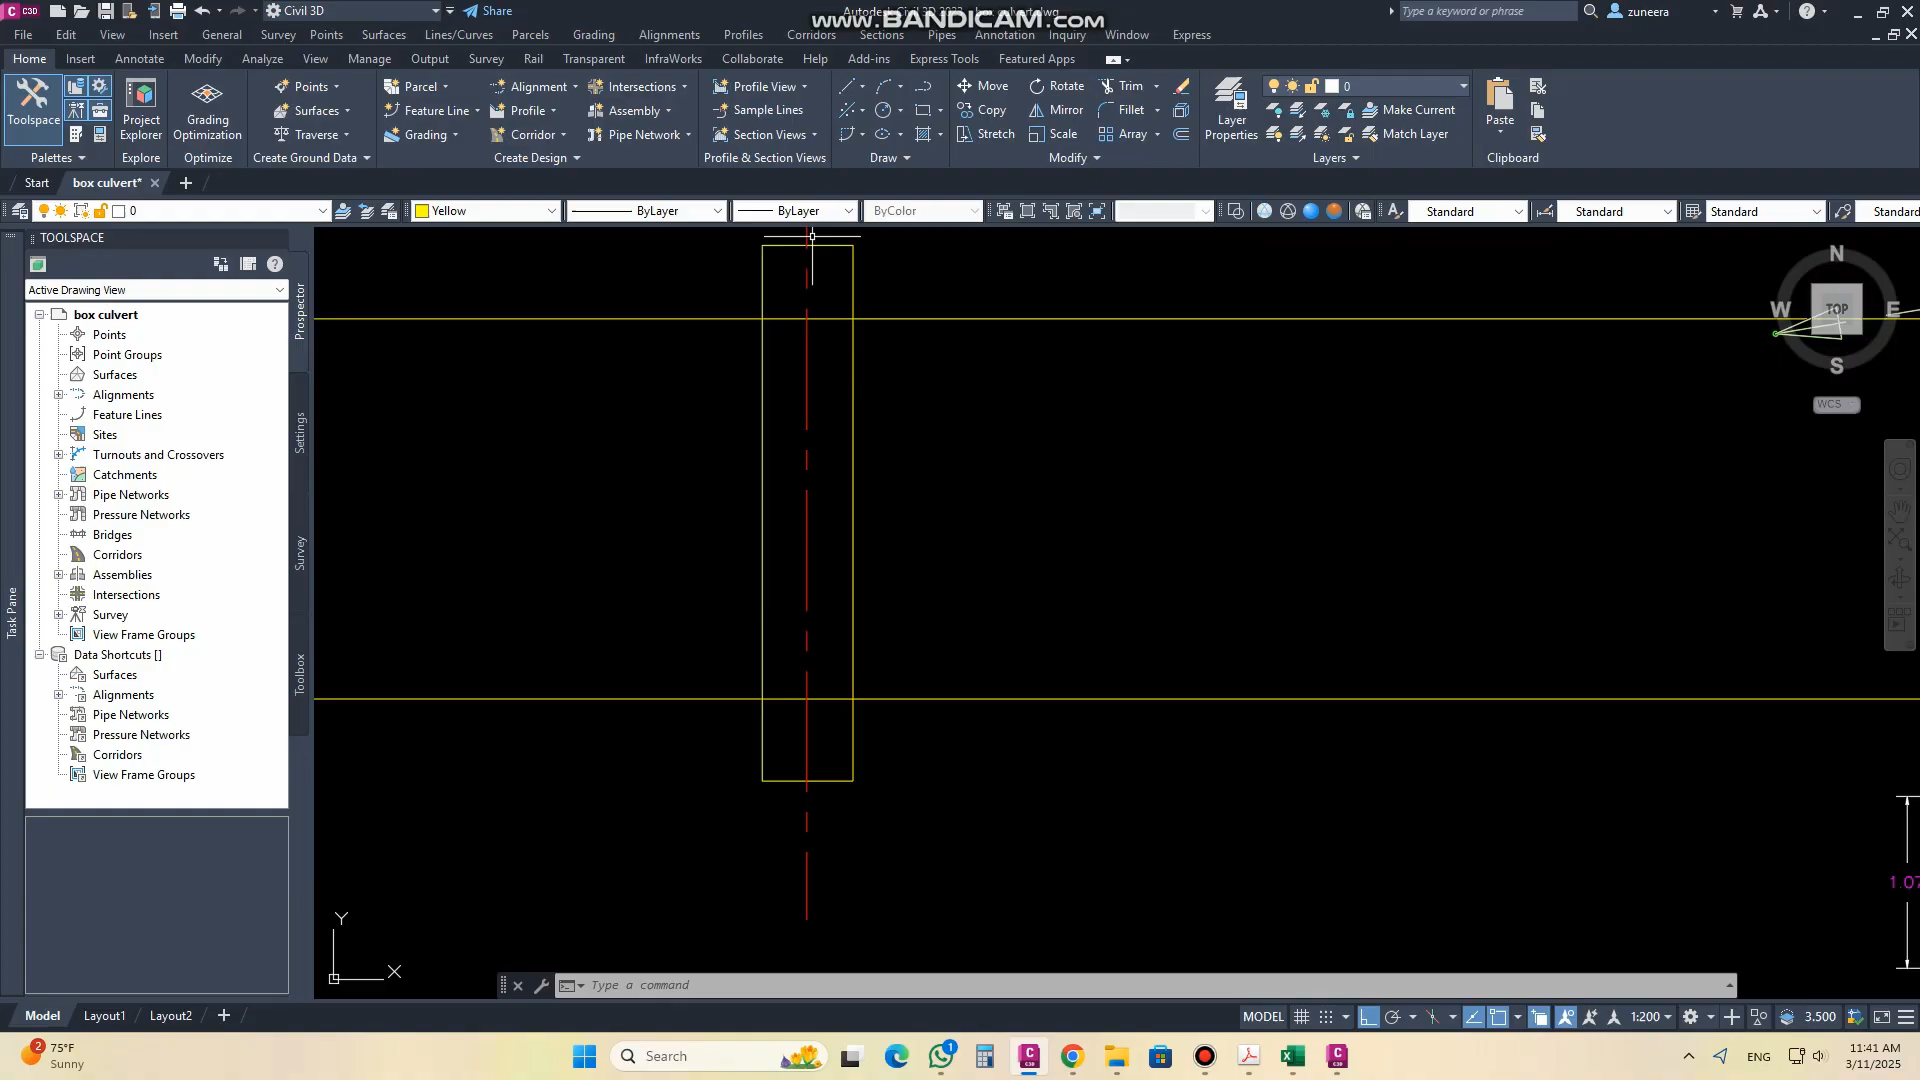 C3D
Civil 3D
Share
www.BANDICAM.com
Type a keyword or phrase
zuneera
File Edit View Insert General Survey Points Surfaces Lines/Curves Parcels Grading Alignments Profiles Corridors Sections Pipes Annotation Inquiry Window Express
Home Insert Annotate Modify Analyze View Manage Output Survey Rail Transparent InfraWorks Collaborate Help Add-ins Express Tools Featured Apps
Toolspace
Project Explorer
Grading Optimization
Points
Surfaces
Traverse
Parcel
Feature Line
Grading
Alignment
Profile
Corridor
Intersections
Assembly
Pipe Network
Profile View
Sample Lines
Section Views
Move
Copy
Stretch
Rotate
Mirror
Scale
Trim
Fillet
Array
Layer Properties
0
Make Current
Match Layer
Paste
Palettes Explore Optimize Create Ground Data Create Design Profile & Section Views Draw Modify Layers Clipboard
Start box culvert*
0 Yellow ByLayer ByLayer ByColor Standard Standard Standard Standard
TOOLSPACE
Active Drawing View
box culvert
Points
Point Groups
Surfaces
Alignments
Feature Lines
Sites
Turnouts and Crossovers
Catchments
Pipe Networks
Pressure Networks
Bridges
Corridors
Assemblies
Intersections
Survey
View Frame Groups
Data Shortcuts []
Surfaces
Alignments
Pipe Networks
Pressure Networks
Corridors
View Frame Groups
Prospector
Settings
Survey
Toolbox
Task Pane
N
W TOP E
S
WCS
1.07
Y
X
Type a command
Model Layout1 Layout2
MODEL 1:200 3.500
2
75°F
Sunny
Search
1
ENG
11:41 AM
3/11/2025